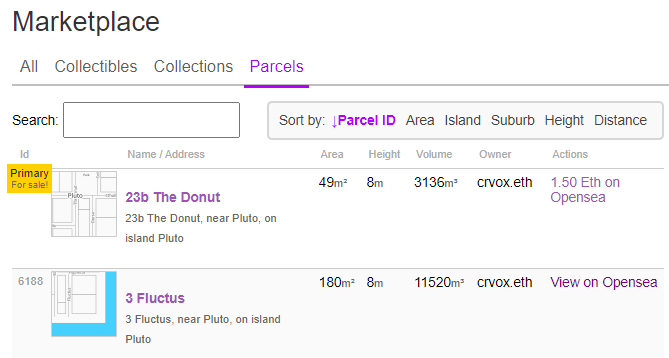 Marketplace
All Collectibles Collections Parcels
Search:
Sort by: ↓Parcel ID Area Island Suburb Height Distance
Id Name / Address Area Height Volume Owner Actions
Primary
For sale!
Pluto
23b The Donut
23b The Donut, near Pluto, on
island Pluto
49m² 8m 3136m³ crvox.eth 1.50 Eth on
Opensea
6188
3 Fluctus
3 Fluctus, near Pluto, on island
Pluto
180m² 8m 11520m³ crvox.eth View on Opensea